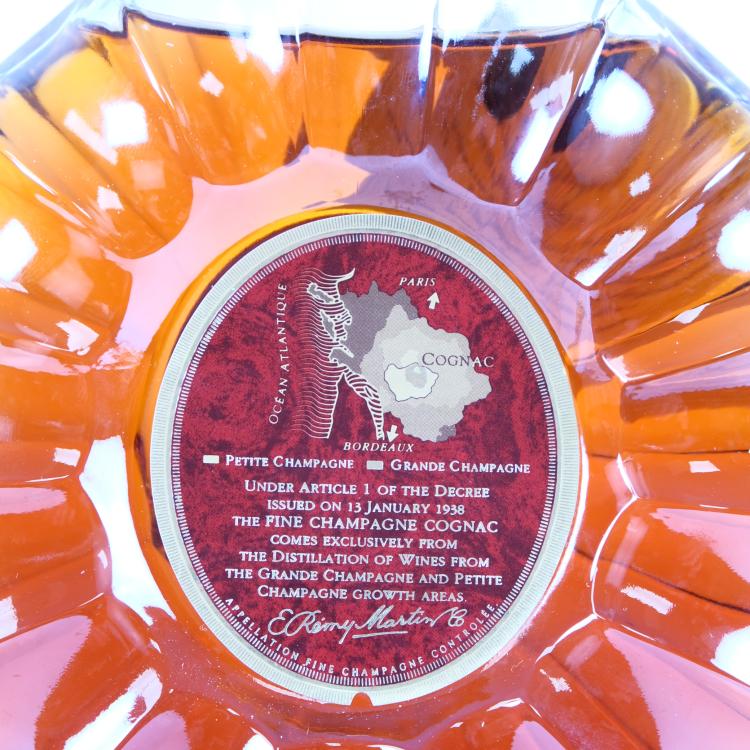 PARIS
OCÉAN ATLANTIQUE
COGNAC
BORDEAUX
PETITE CHAMPAGNE GRANDE CHAMPAGNE
UNDER ARTICLE 1 OF THE DECREE
ISSUED ON 13 JANUARY 1938
THE FINE CHAMPAGNE COGNAC
COMES EXCLUSIVELY FROM
THE DISTILLATION OF WINES FROM
THE GRANDE CHAMPAGNE AND PETITE
CHAMPAGNE GROWTH AREAS.
E. Remy Martin & Co
APPELLATION FINE CHAMPAGNE CONTROLÉE